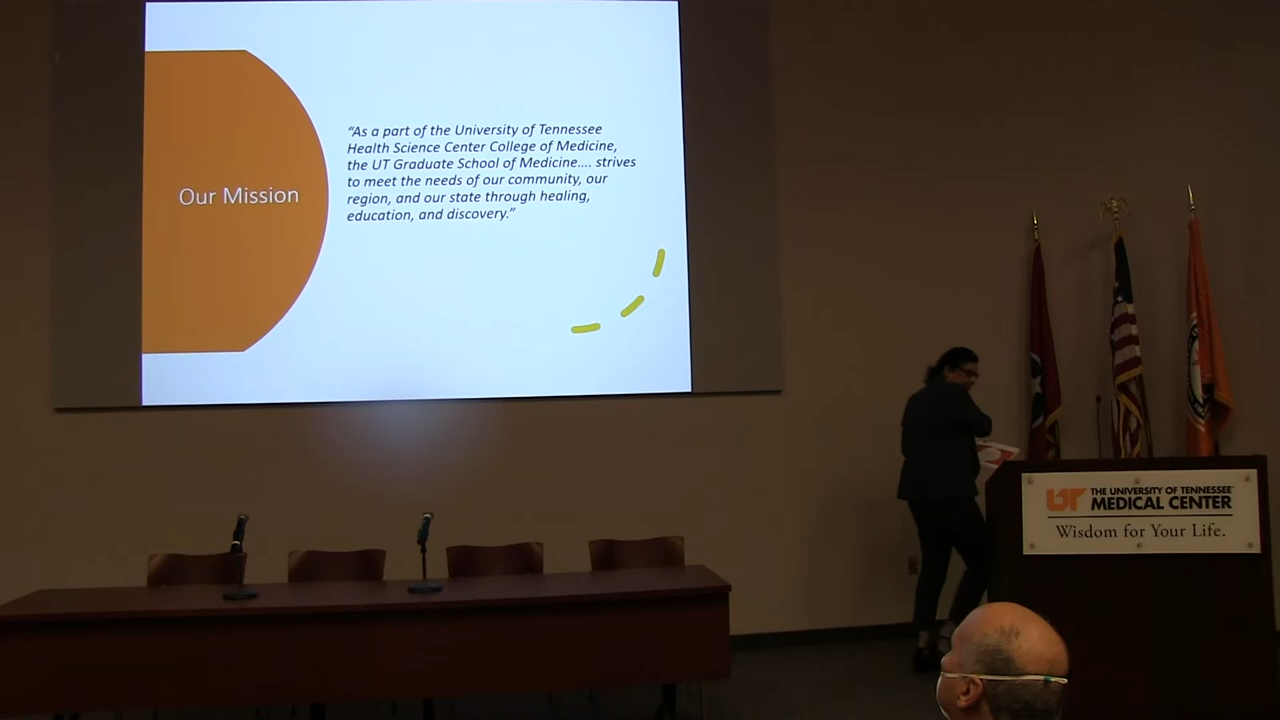 Our Mission
“As a part of the University of Tennessee
Health Science Center College of Medicine,
the UT Graduate School of Medicine.... strives
to meet the needs of our community, our
region, and our state through healing,
education, and discovery.”
UT THE UNIVERSITY OF TENNESSEE
MEDICAL CENTER
Wisdom for Your Life.